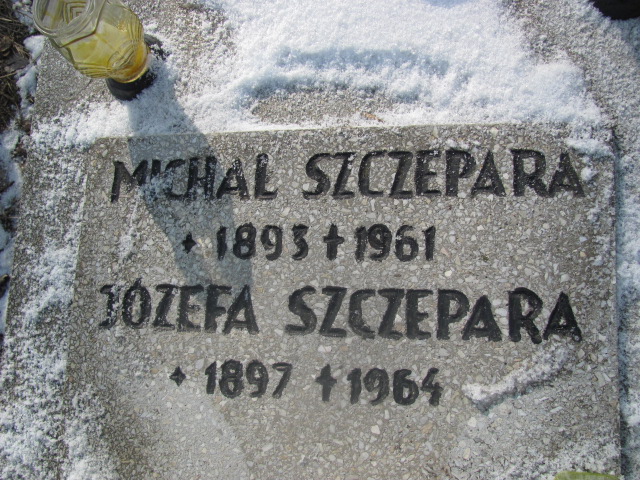 MICHAŁ SZCZEPARA
* 1893 ✝ 1961
JÓZEFA SZCZEPARA
* 1897 ✝ 1964